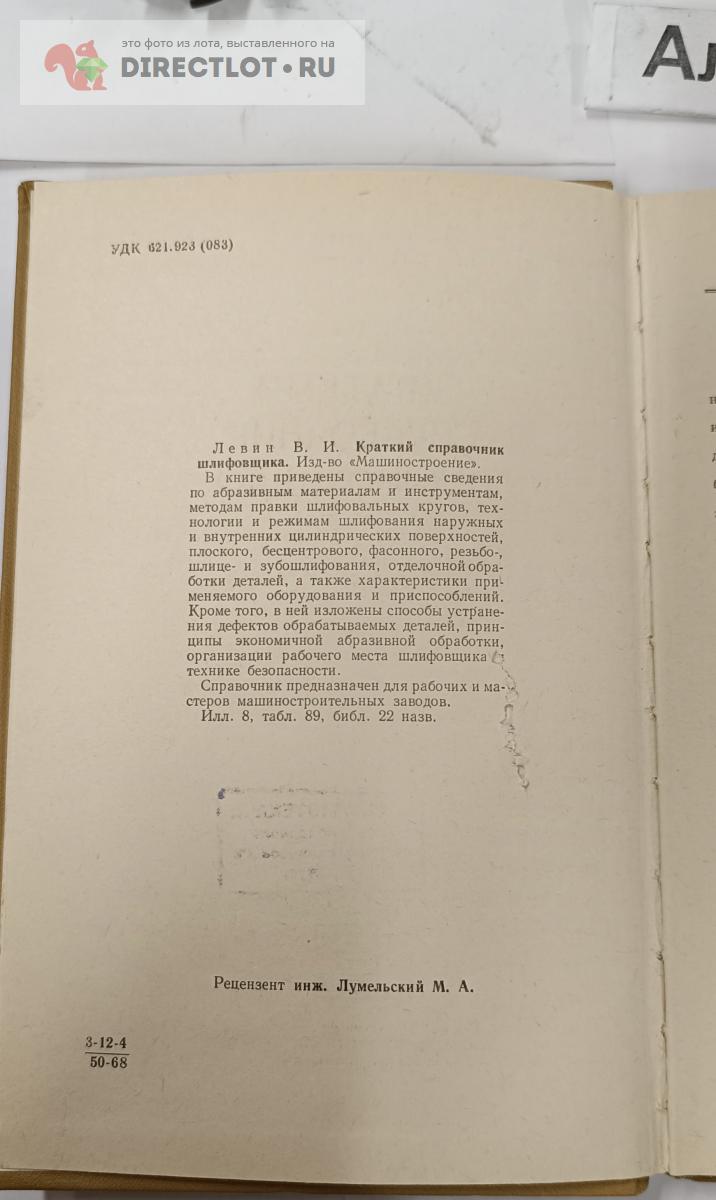 это фото из лота, выставленного на
DIRECTLOT.RU
Ал
УДК 621.923 (083)
Левин В. И. Краткий справочник
шлифовщика. Изд-во «Машиностроение».
В книге приведены справочные сведения
по абразивным материалам и инструментам,
методам правки шлифовальных кругов, тех-
нологии и режимам шлифования наружных
и внутренних цилиндрических поверхностей,
плоского, бесцентрового, фасонного, резьбо-,
шлице- и зубошлифования, отделочной обра-
ботки деталей, а также характеристики при-
меняемого оборудования и приспособлений.
Кроме того, в ней изложены способы устране-
ния дефектов обрабатываемых деталей, прин-
ципы экономичной абразивной обработки,
организации рабочего места шлифовщика
технике безопасности.
Справочник предназначен для рабочих и ма-
стеров машиностроительных заводов.
Илл. 8, табл. 89, библ. 22 назв.
Рецензент инж. Лумельский М. А.
3-12-4
50-68